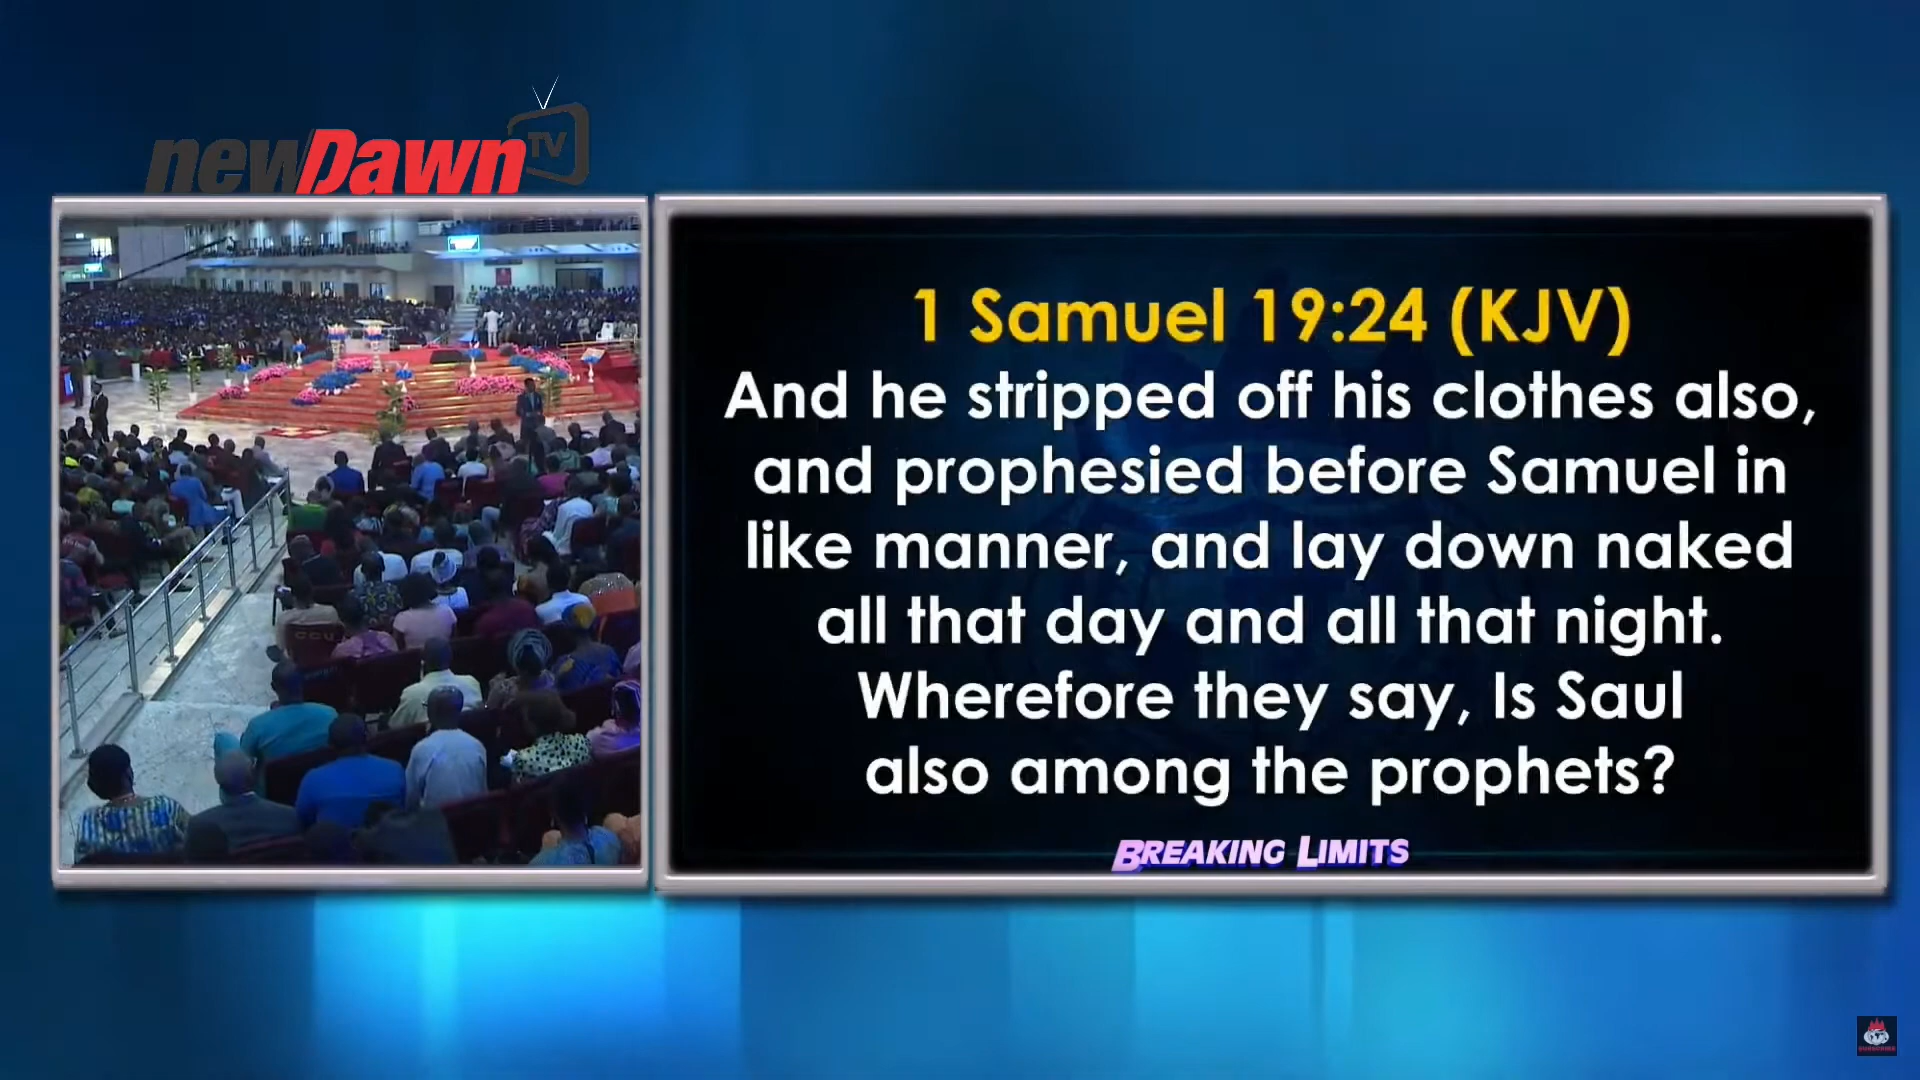 newDawn TV
1 Samuel 19:24 (KJV)
And he stripped off his clothes also,
and prophesied before Samuel in
like manner, and lay down naked
all that day and all that night.
Wherefore they say, Is Saul
also among the prophets?
BREAKING LIMITS